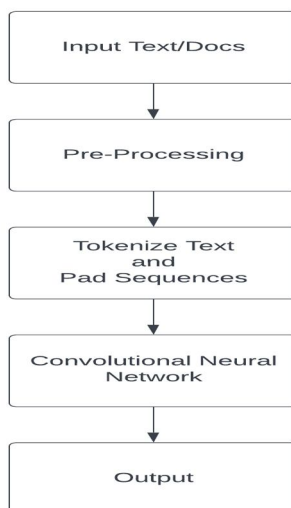 Input Text/Docs
Pre-Processing
Tokenize Text
and
Pad Sequences
Convolutional Neural
Network
Output